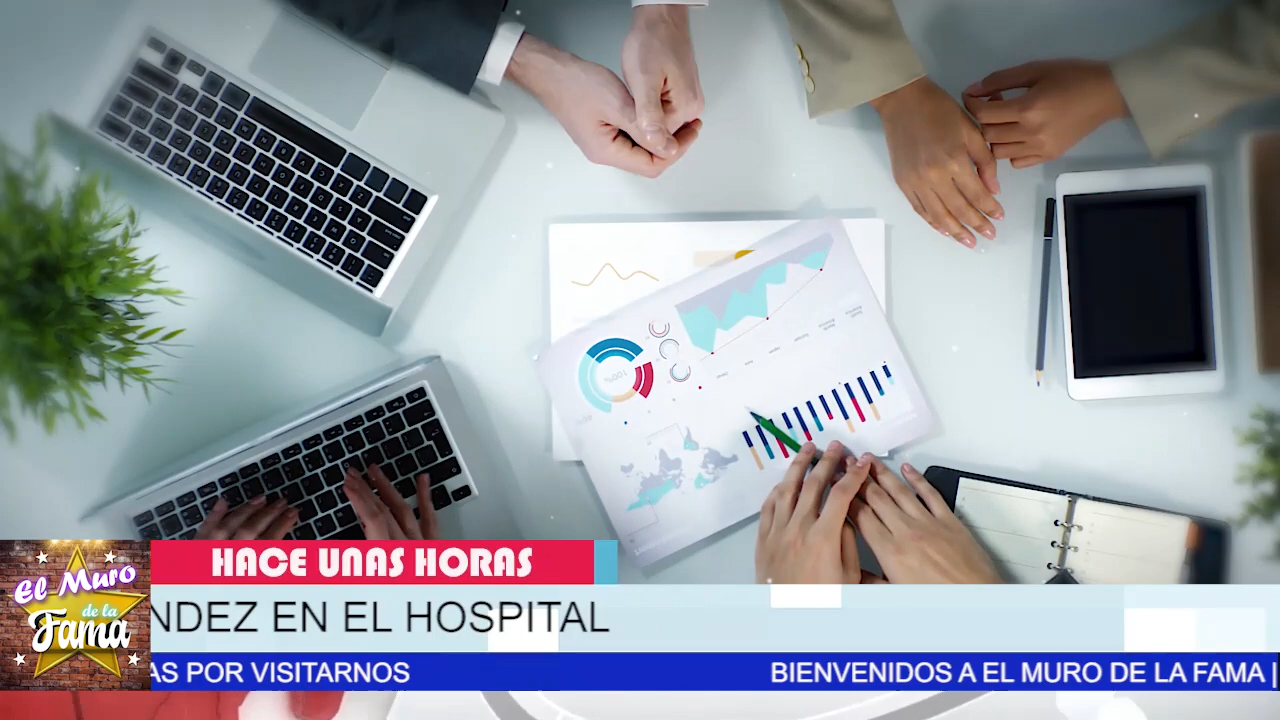 100%
HACE UNAS HORAS
El Muro
de la
Fama
NDEZ EN EL HOSPITAL
AS POR VISITARNOS
BIENVENIDOS A EL MURO DE LA FAMA |